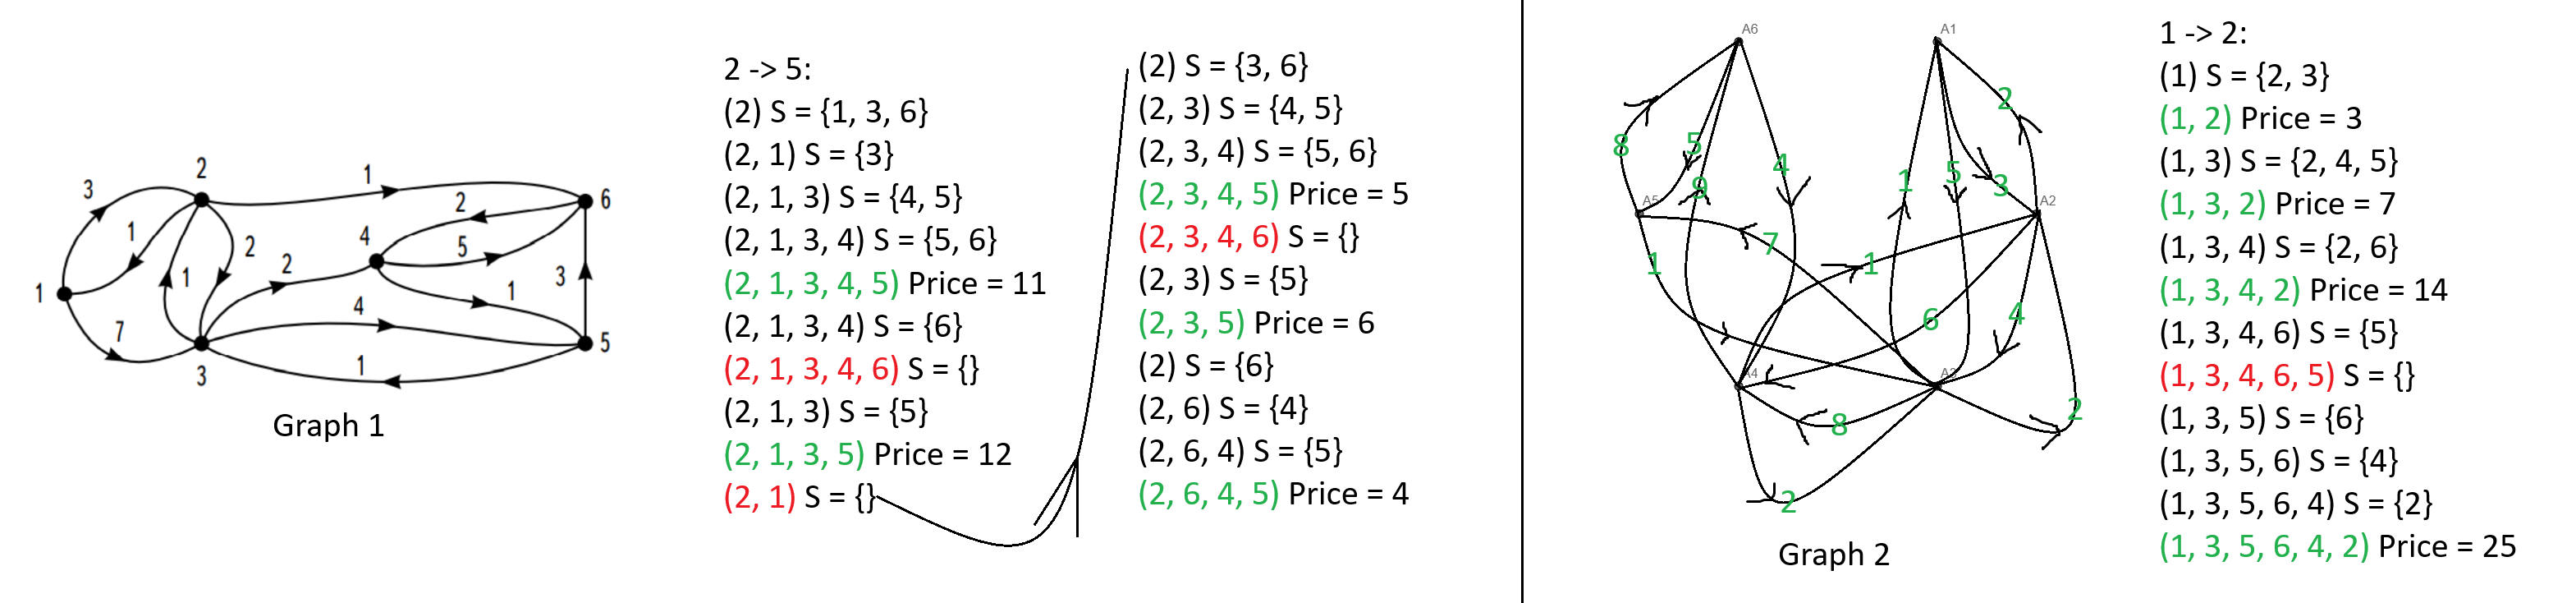 3
2
1
6
1
2
4
5
2
1
2
1
3
1
4
7
1
5
3
Graph 1
2 -> 5:
(2) S = {1, 3, 6}
(2, 1) S = {3}
(2, 1, 3) S = {4, 5}
(2, 1, 3, 4) S = {5, 6}
(2, 1, 3, 4, 5) Price = 11
(2, 1, 3, 4) S = {6}
(2, 1, 3, 4, 6) S = {}
(2, 1, 3) S = {5}
(2, 1, 3, 5) Price = 12
(2, 1) S = {}
(2) S = {3, 6}
(2, 3) S = {4, 5}
(2, 3, 4) S = {5, 6}
(2, 3, 4, 5) Price = 5
(2, 3, 4, 6) S = {}
(2, 3) S = {5}
(2, 3, 5) Price = 6
(2) S = {6}
(2, 6) S = {4}
(2, 6, 4) S = {5}
(2, 6, 4, 5) Price = 4
A6
A1
2
8
5
4
9
1
5
3
A5
A2
1
7
1
6
4
A4
A3
8
2
2
Graph 2
1 -> 2:
(1) S = {2, 3}
(1, 2) Price = 3
(1, 3) S = {2, 4, 5}
(1, 3, 2) Price = 7
(1, 3, 4) S = {2, 6}
(1, 3, 4, 2) Price = 14
(1, 3, 4, 6) S = {5}
(1, 3, 4, 6, 5) S = {}
(1, 3, 5) S = {6}
(1, 3, 5, 6) S = {4}
(1, 3, 5, 6, 4) S = {2}
(1, 3, 5, 6, 4, 2) Price = 25